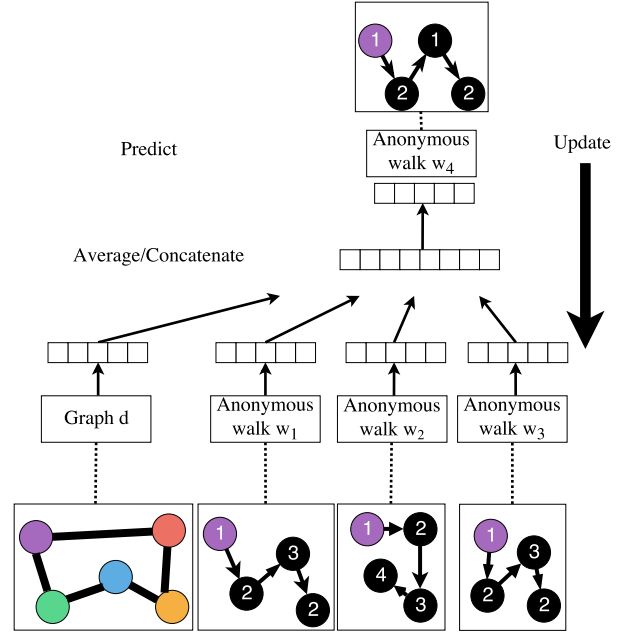 1 1
2 2
Anonymous
walk w4
Predict
Update
Average/Concatenate
Graph d
Anonymous
walk w1
Anonymous
walk w2
Anonymous
walk w3
1
3
2
2
1 2
4
3
1
3
2
2